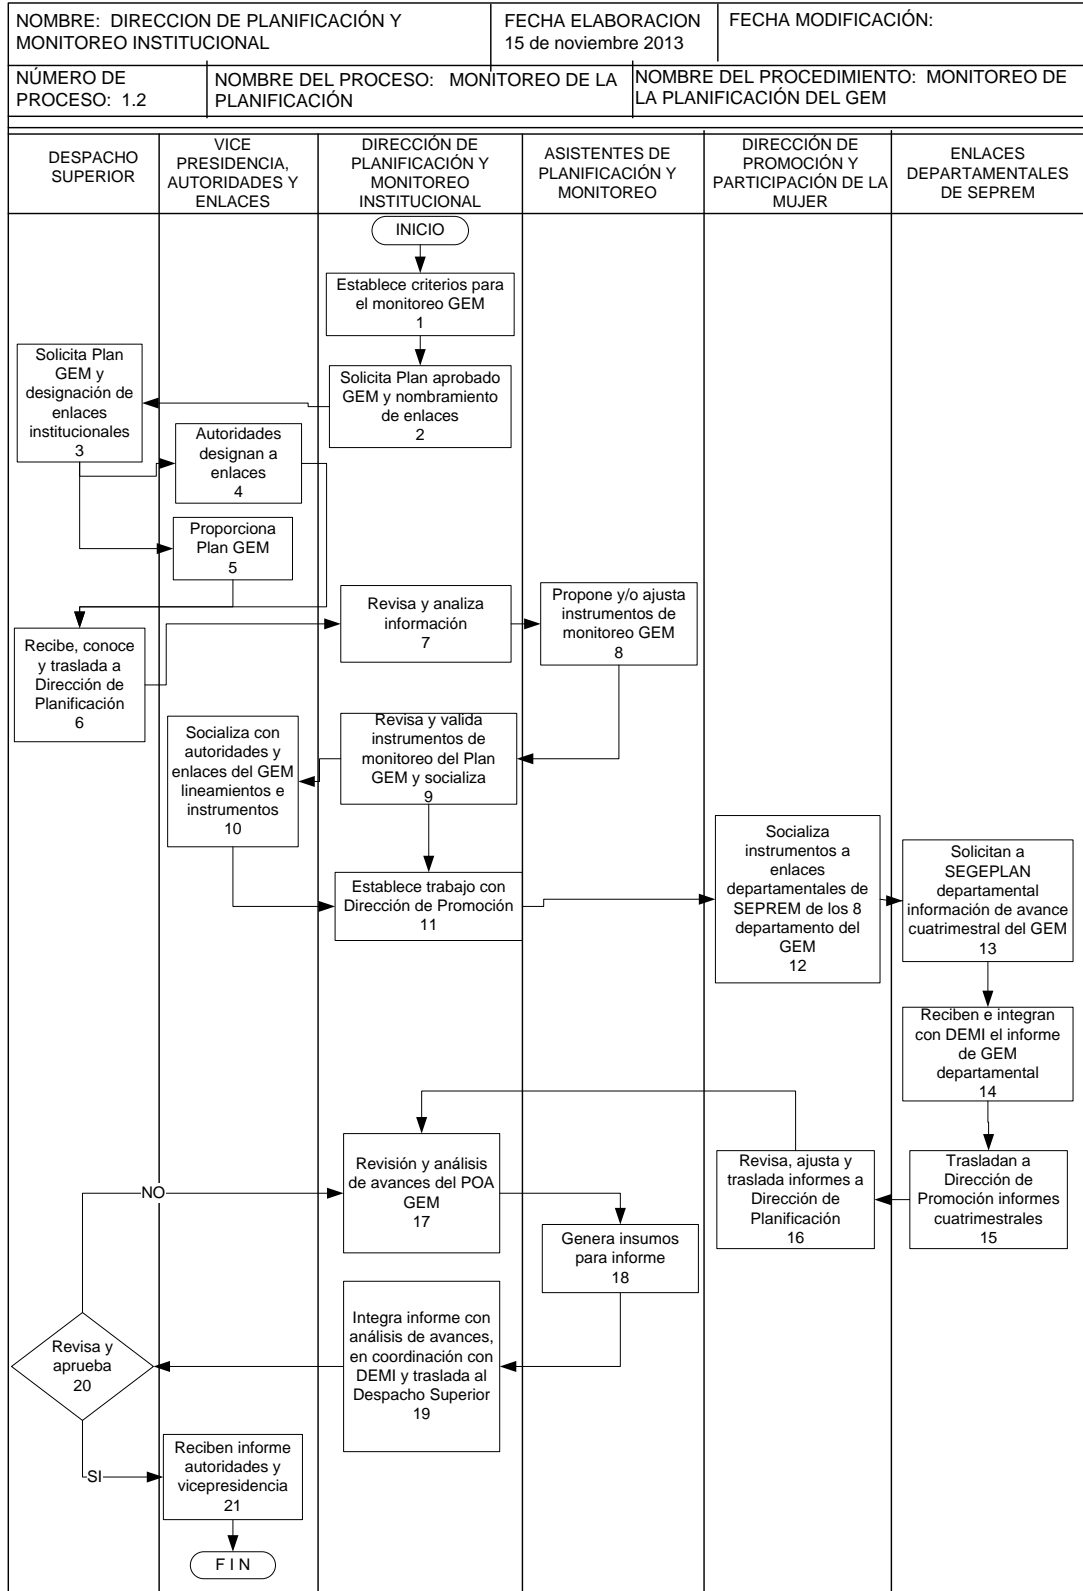 NOMBRE: DIRECCION DE PLANIFICACIÓN Y
MONITOREO INSTITUCIONAL
FECHA ELABORACION
15 de noviembre 2013
FECHA MODIFICACIÓN:
NÚMERO DE
PROCESO: 1.2
NOMBRE DEL PROCESO: MONITOREO DE LA
PLANIFICACIÓN
NOMBRE DEL PROCEDIMIENTO: MONITOREO DE
LA PLANIFICACIÓN DEL GEM
DESPACHO
SUPERIOR
VICE
PRESIDENCIA,
AUTORIDADES Y
ENLACES
DIRECCIÓN DE
PLANIFICACIÓN Y
MONITOREO
INSTITUCIONAL
ASISTENTES DE
PLANIFICACIÓN Y
MONITOREO
DIRECCIÓN DE
PROMOCIÓN Y
PARTICIPACIÓN DE LA
MUJER
ENLACES
DEPARTAMENTALES
DE SEPREM
INICIO
Establece criterios para
el monitoreo GEM
1
Solicita Plan aprobado
GEM y nombramiento
de enlaces
2
Solicita Plan
GEM y
designación de
enlaces
institucionales
3
Autoridades
designan a
enlaces
4
Proporciona
Plan GEM
5
Recibe, conoce
y traslada a
Dirección de
Planificación
6
Revisa y analiza
información
7
Propone y/o ajusta
instrumentos de
monitoreo GEM
8
Revisa y valida
instrumentos de
monitoreo del Plan
GEM y socializa
9
Socializa con
autoridades y
enlaces del GEM
lineamientos e
instrumentos
10
Establece trabajo con
Dirección de Promoción
11
Socializa
instrumentos a
enlaces
departamentales de
SEPREM de los 8
departamento del
GEM
12
Solicitan a
SEGEPLAN
departamental
información de avance
cuatrimestral del GEM
13
Reciben e integran
con DEMI el informe
de GEM
departamental
14
Trasladan a
Dirección de
Promoción informes
cuatrimestrales
15
Revisa, ajusta y
traslada informes a
Dirección de
Planificación
16
Revisión y análisis
de avances del POA
GEM
17
NO
Genera insumos
para informe
18
Integra informe con
análisis de avances,
en coordinación con
DEMI y traslada al
Despacho Superior
19
Revisa y
aprueba
20
SI
Reciben informe
autoridades y
vicepresidencia
21
F I N